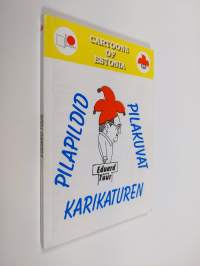 CARTOONS
OF
ESTONIA
PILAPILDID
PILAKUVAT
Eduard
Tüür
KARIKATUREN